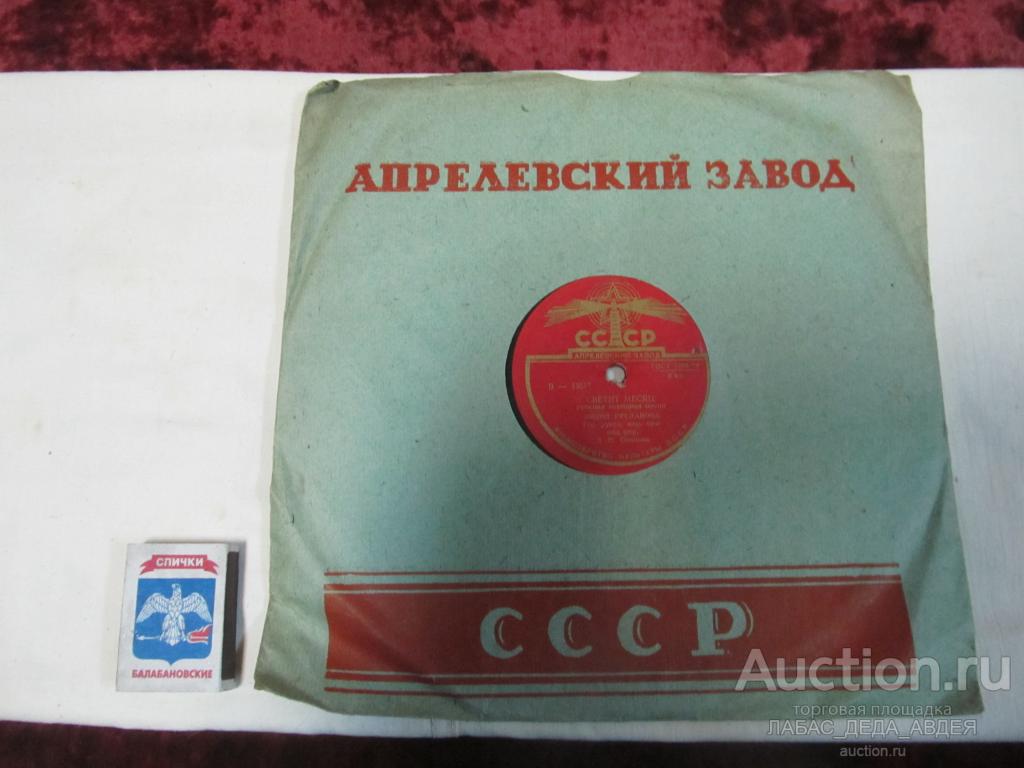 АПРЕЛЕВСКИЙ ЗАВОД
СССР
АПРЕЛЕВСКИЙ ЗАВОД
СВЕТИТ МЕСЯЦ
СПИЧКИ
БАЛАБАНОВСКИЕ
СССР
Auction.ru
торговая площадка
ЛАБАС_ДЕДА_АВДЕЯ
auction.ru